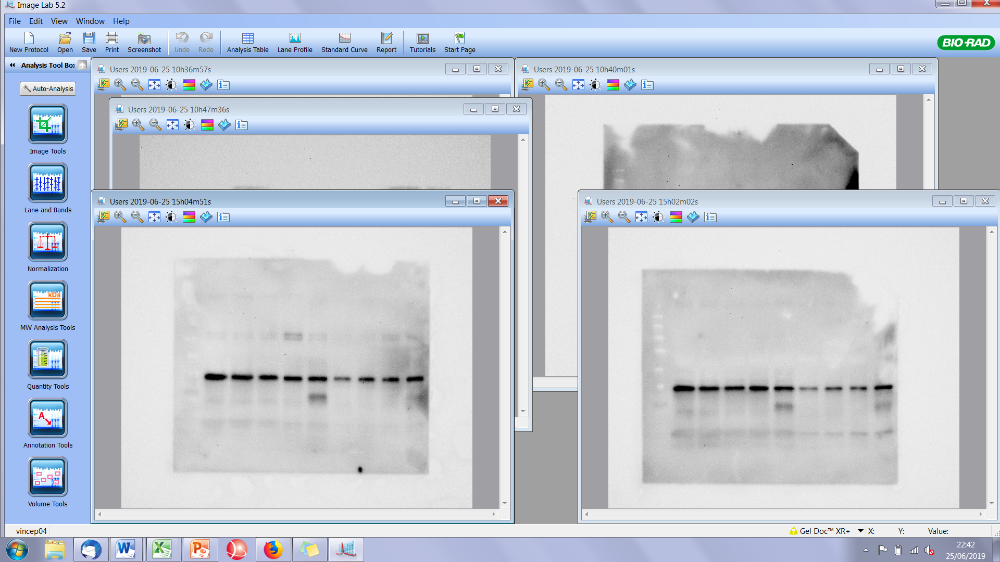 Image Lab 5.2
File Edit View Window Help
New Protocol Open Save Print Screenshot Undo Redo Analysis Table Lane Profile Standard Curve Report Tutorials Start Page
BIO-RAD
Analysis Tool Box
Users 2019-06-25 10h36m57s
Users 2019-06-25 10h40m01s
Auto-Analysis
Users 2019-06-25 10h47m36s
Image Tools
Users 2019-06-25 15h04m51s
Users 2019-06-25 15h02m02s
Lane and Bands
Normalization
kDa
MW Analysis Tools
Quantity Tools
A
Annotation Tools
Volume Tools
vincep04
Gel Doc™ XR+ X: Y: Value:
W X P
22:42
25/06/2019